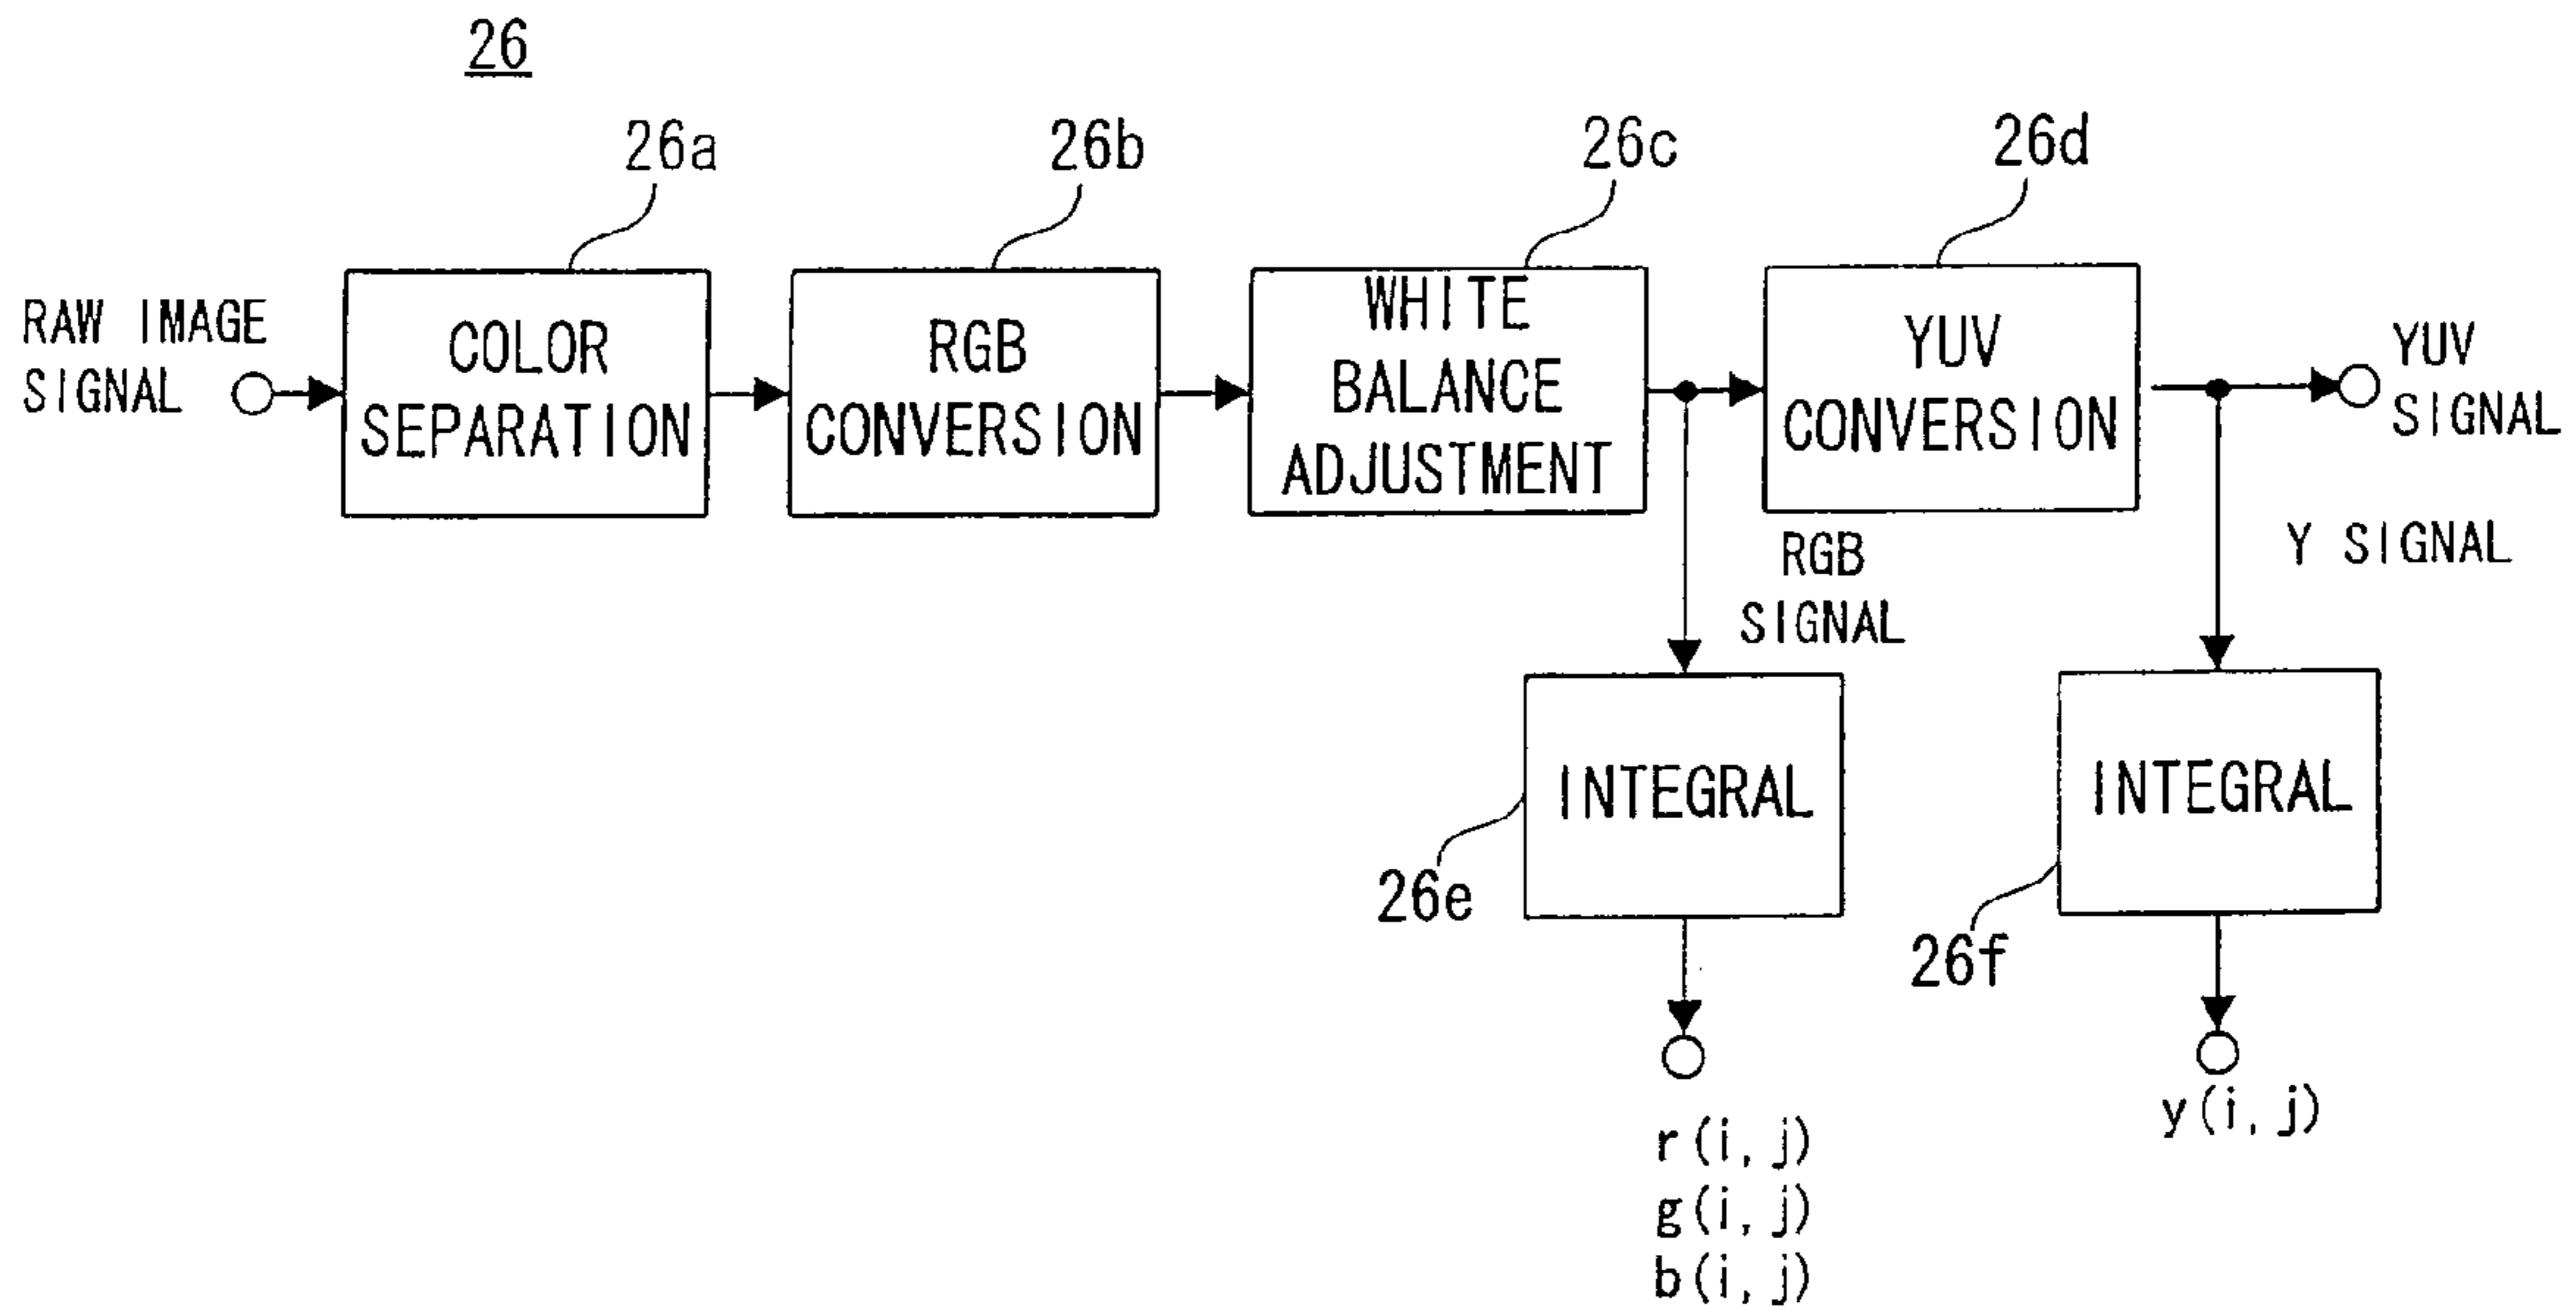 26
26a
26b
26c
26d
RAW IMAGE
SIGNAL
COLOR
SEPARATION
RGB
CONVERSION
WHITE
BALANCE
ADJUSTMENT
YUV
CONVERSION
YUV
SIGNAL
RGB
SIGNAL
Y SIGNAL
INTEGRAL
INTEGRAL
26e
26f
r(i, j)
g(i, j)
b(i, j)
y(i, j)